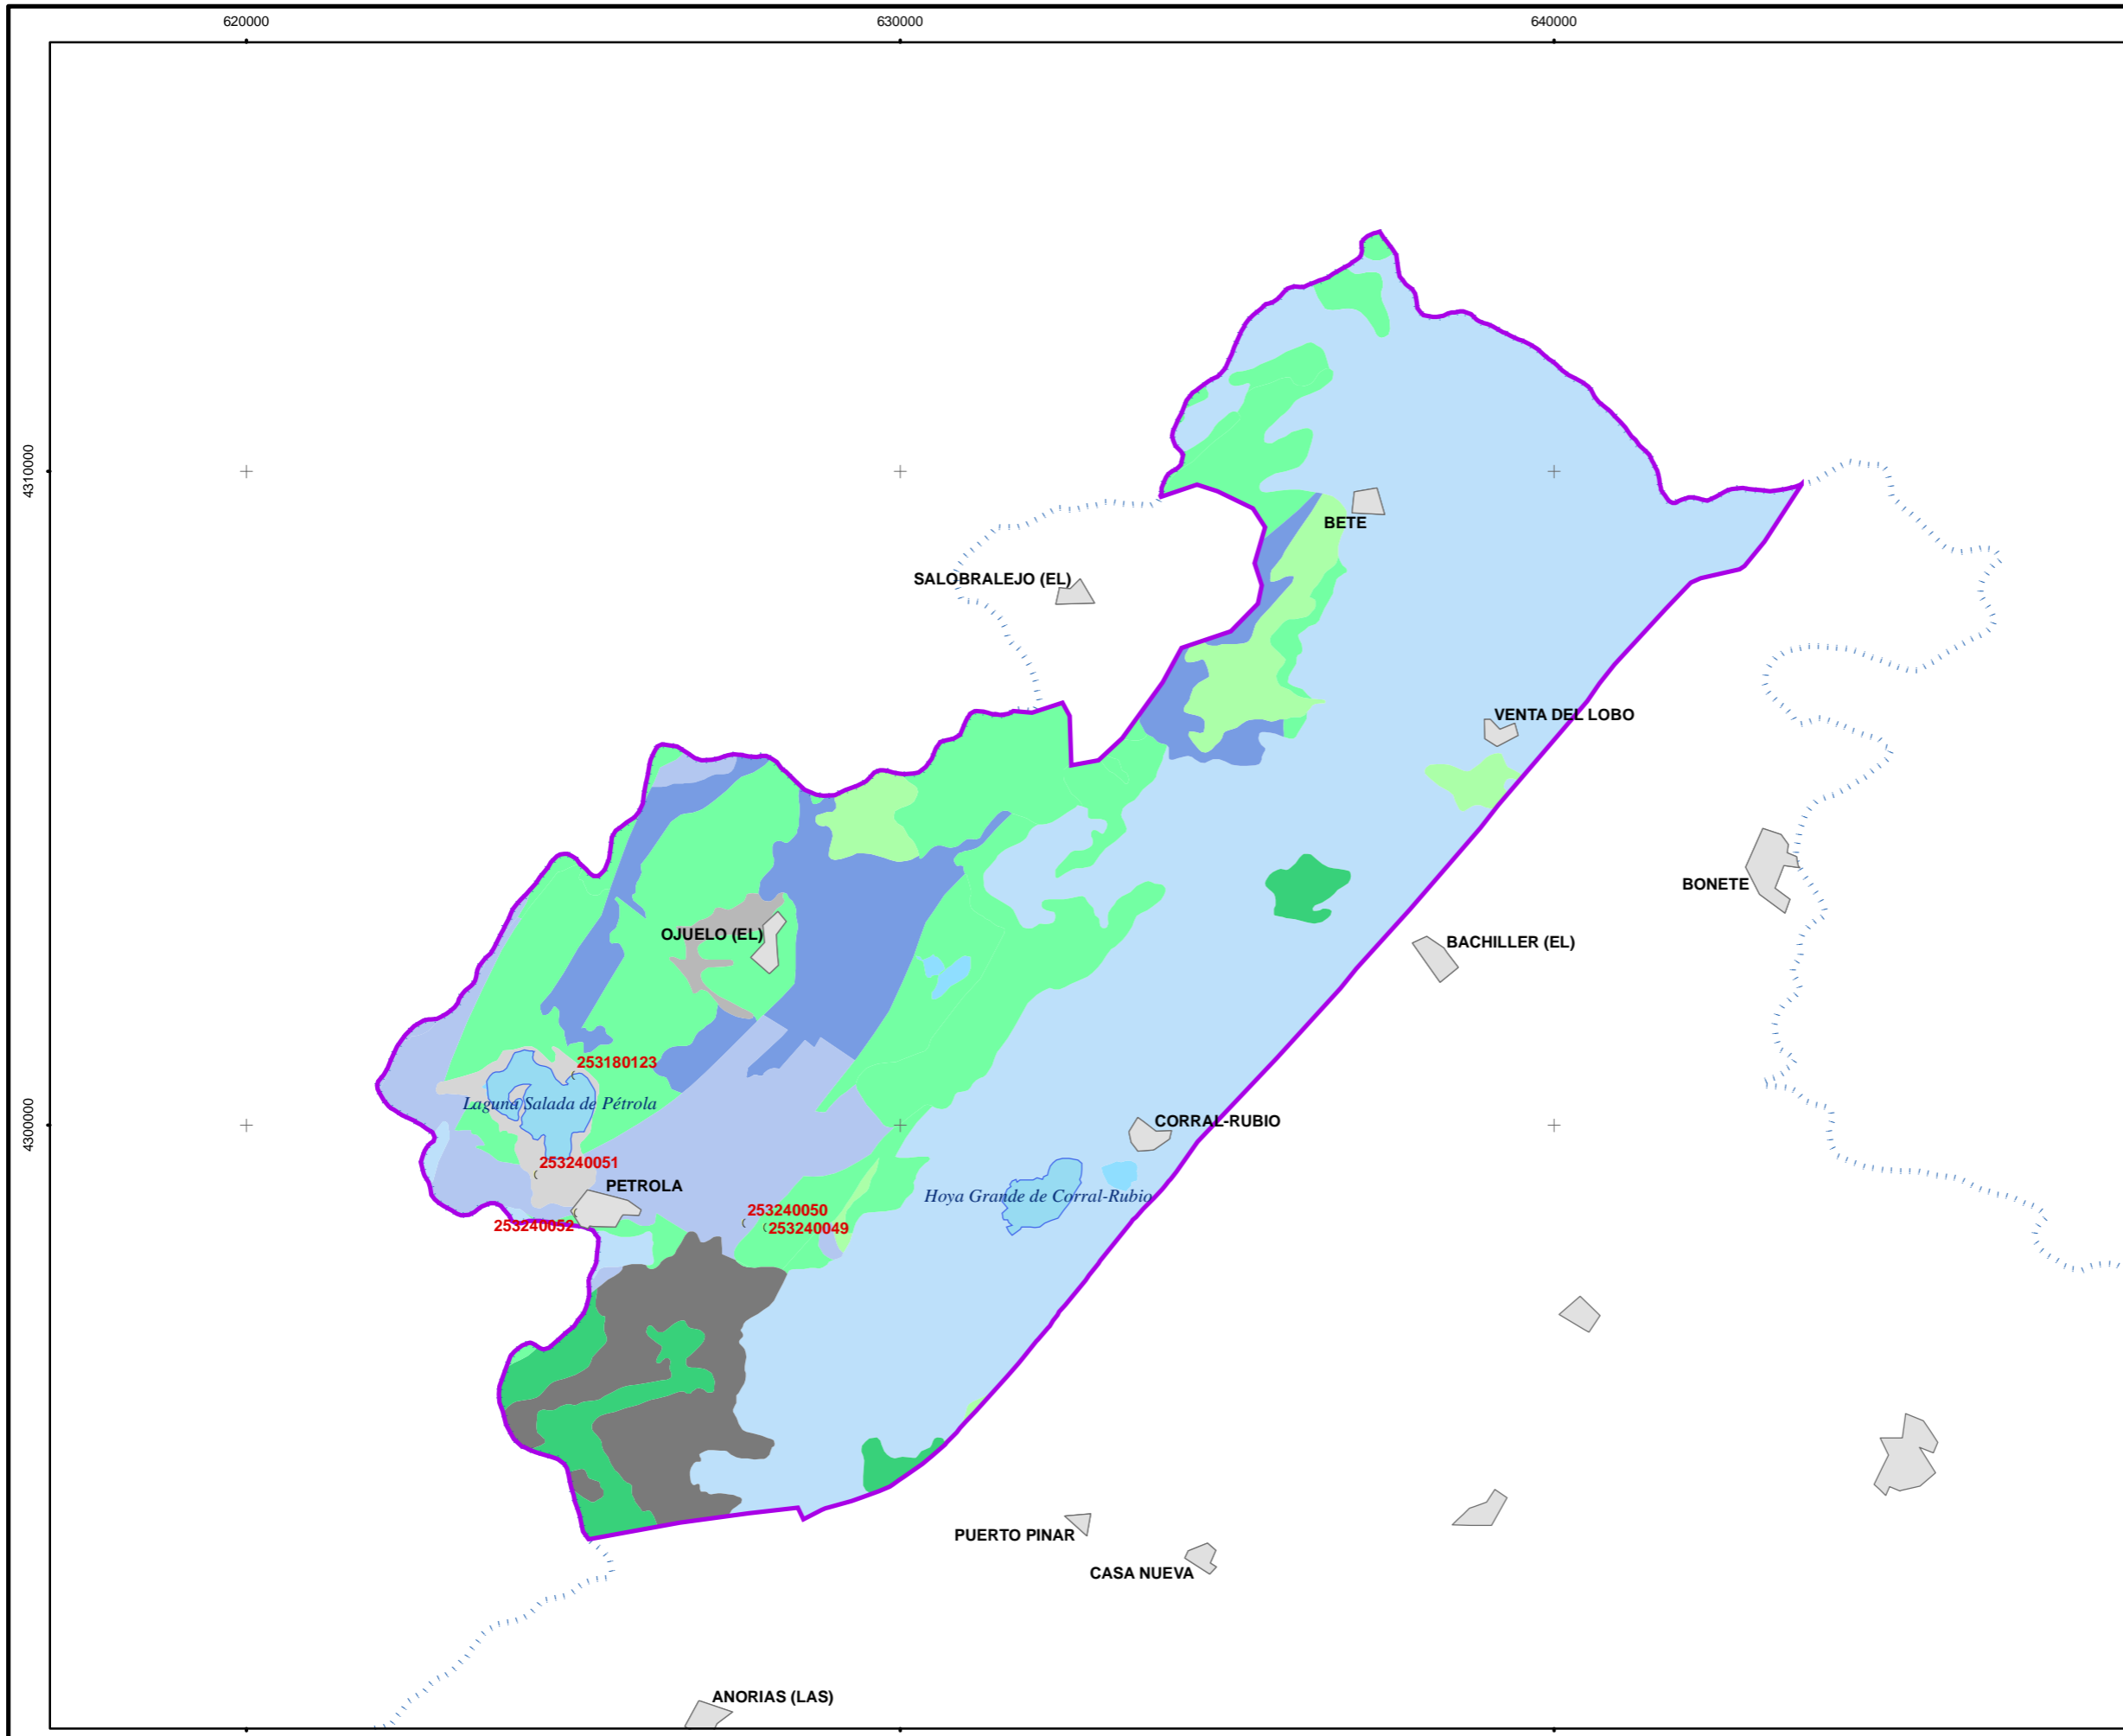 620000
630000
640000
4310000
BETE
SALOBRALEJO (EL)
VENTA DEL LOBO
BONETE
OJUELO (EL)
BACHILLER (EL)
253180123
Laguna Salada de Pétrola
4300000
CORRAL-RUBIO
253240051
PETROLA
Hoya Grande de Corral-Rubio
253240050
253240052
253240049
PUERTO PINAR
CASA NUEVA
ANORIAS (LAS)